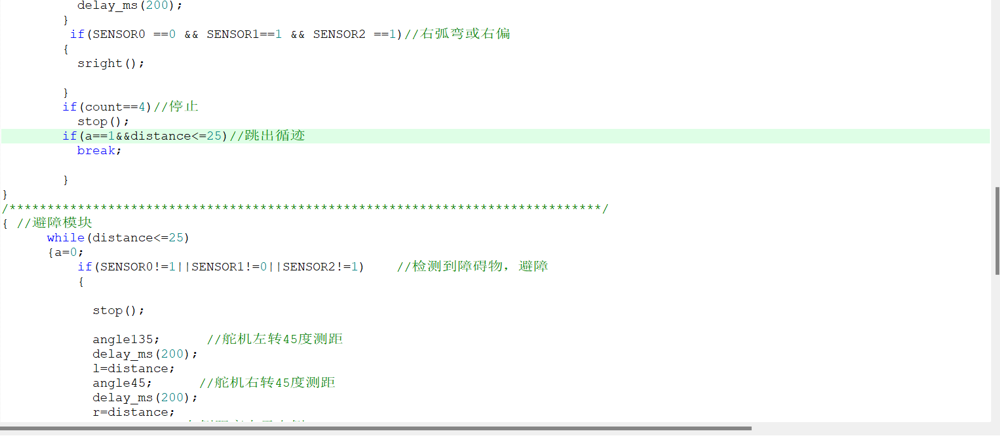 delay_ms(200);
}
if(SENSOR0 ==0 && SENSOR1==1 && SENSOR2 ==1)//右弧弯或右偏
{
sright();
}
if(count==4)//停止
stop();
if(a==1&&distance<=25)//跳出循迹
break;
}
}
/******************************************************************************/
{ //避障模块
while(distance<=25)
{a=0;
if(SENSOR0!=1||SENSOR1!=0||SENSOR2!=1)    //检测到障碍物，避障
{
stop();
angle135;      //舵机左转45度测距
delay_ms(200);
l=distance;
angle45;      //舵机右转45度测距
delay_ms(200);
r=distance;